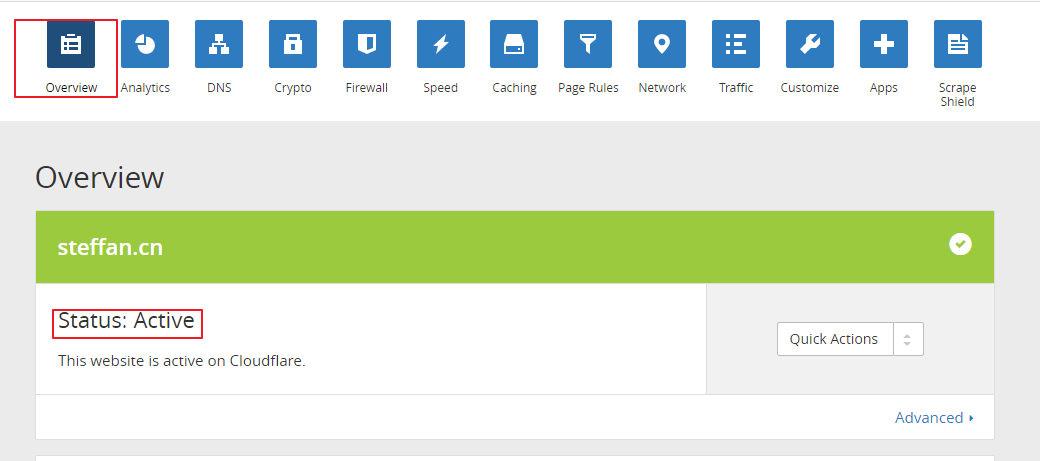 Overview Analytics DNS Crypto Firewall Speed Caching Page Rules Network Traffic Customize Apps Scrape
Shield
Overview
steffan.cn
Status: Active
Quick Actions
This website is active on Cloudflare.
Advanced